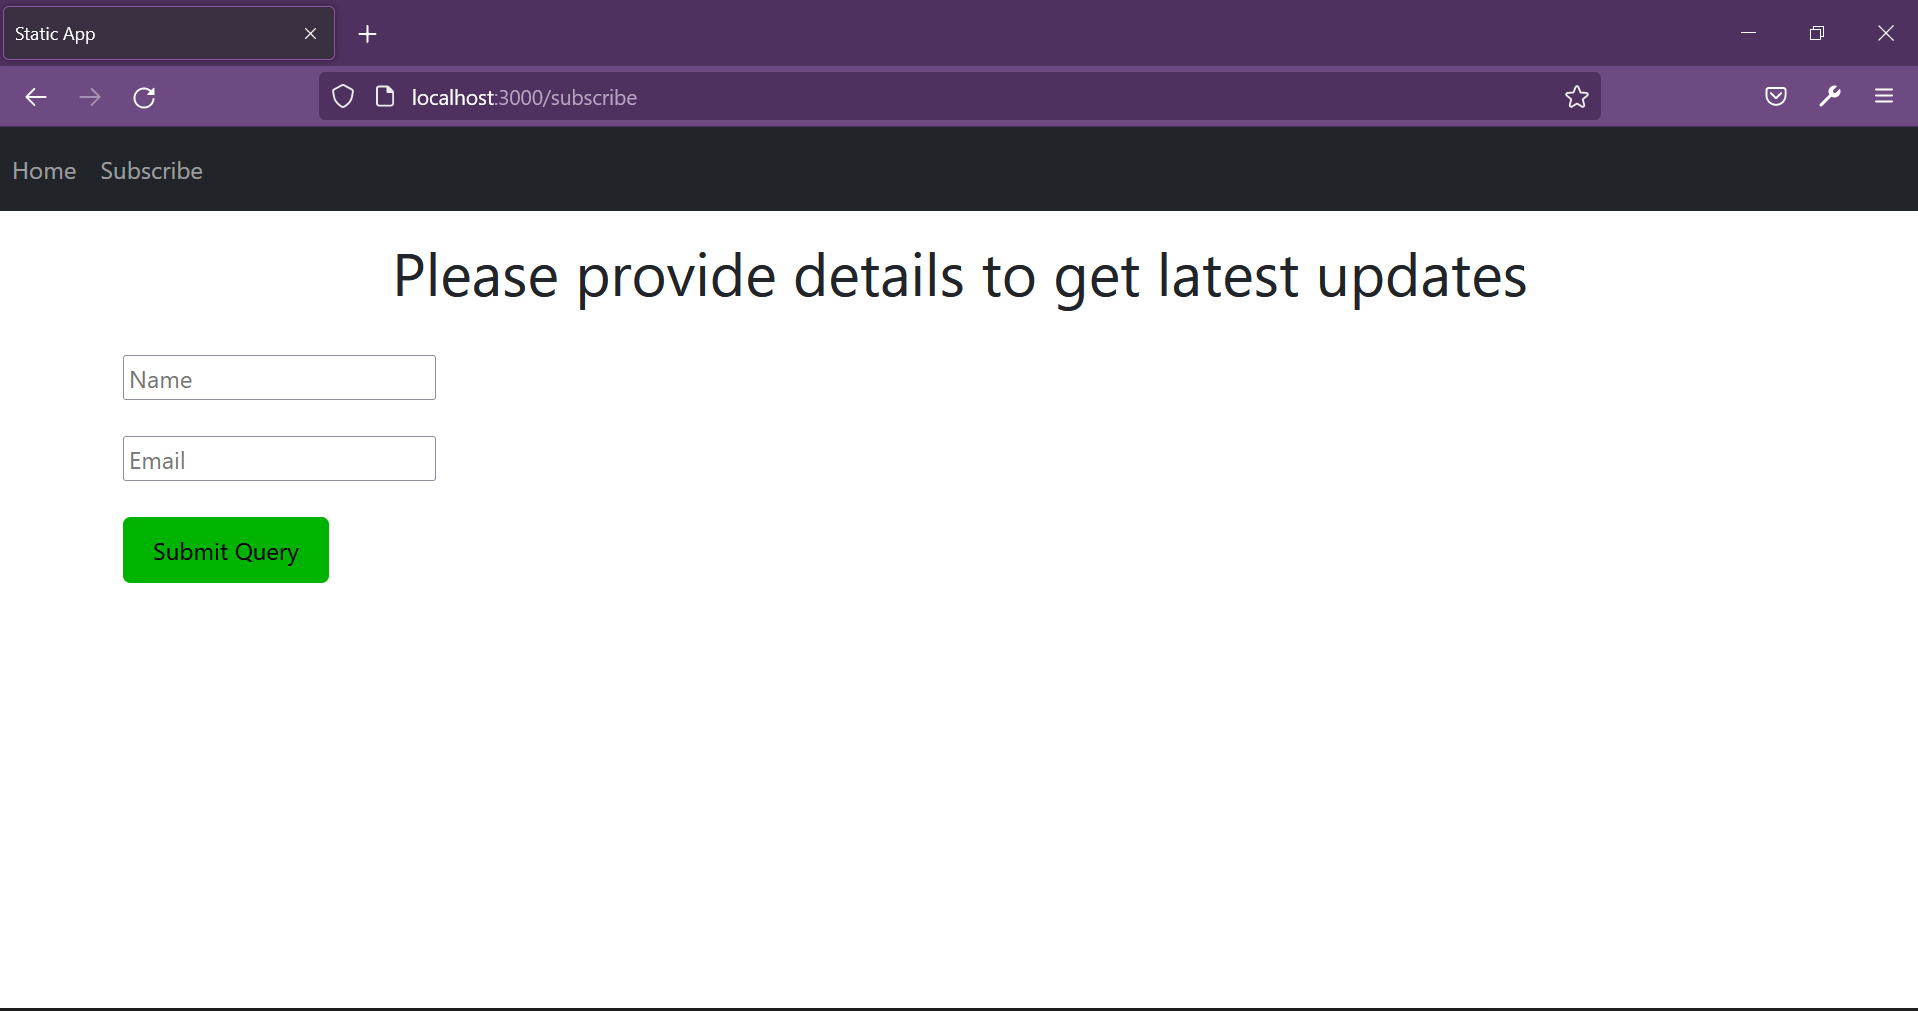 Static App
localhost:3000/subscribe
Home Subscribe
Please provide details to get latest updates
Name
Email
Submit Query